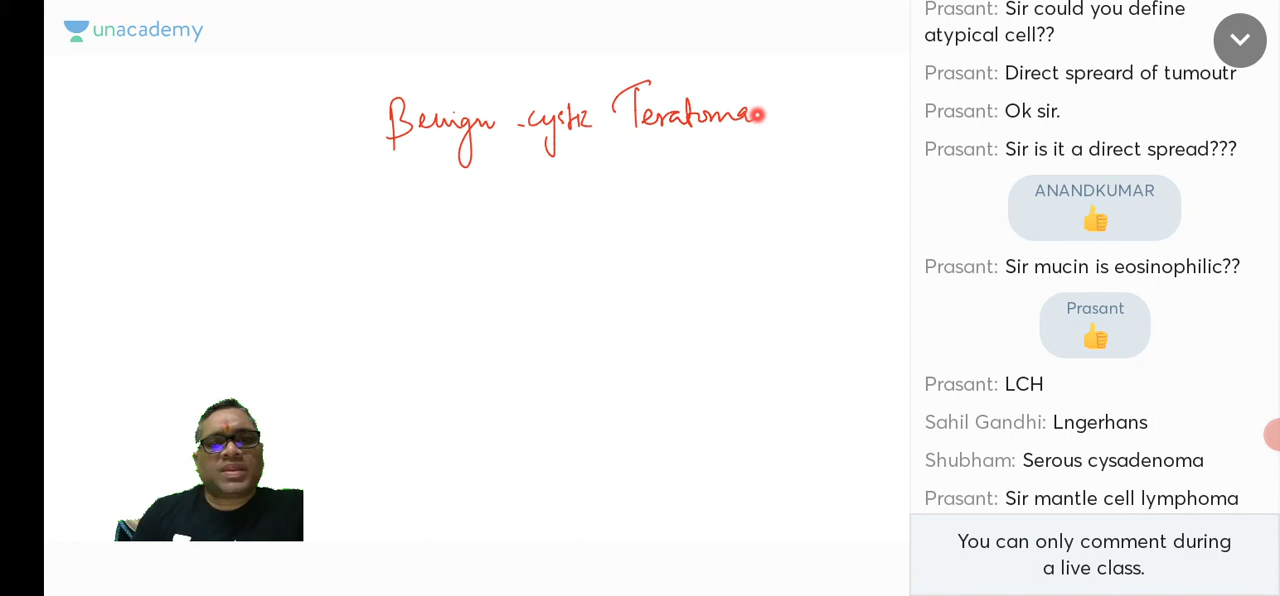 unacademy
Benign cystic Teratoma
Prasant: Sir could you define
atypical cell??
Prasant: Direct spreard of tumoutr
Prasant: Ok sir.
Prasant: Sir is it a direct spread???
ANANDKUMAR
Prasant: Sir mucin is eosinophilic??
Prasant
Prasant: LCH
Sahil Gandhi: Lngerhans
Shubham: Serous cysadenoma
Prasant: Sir mantle cell lymphoma
You can only comment during
a live class.